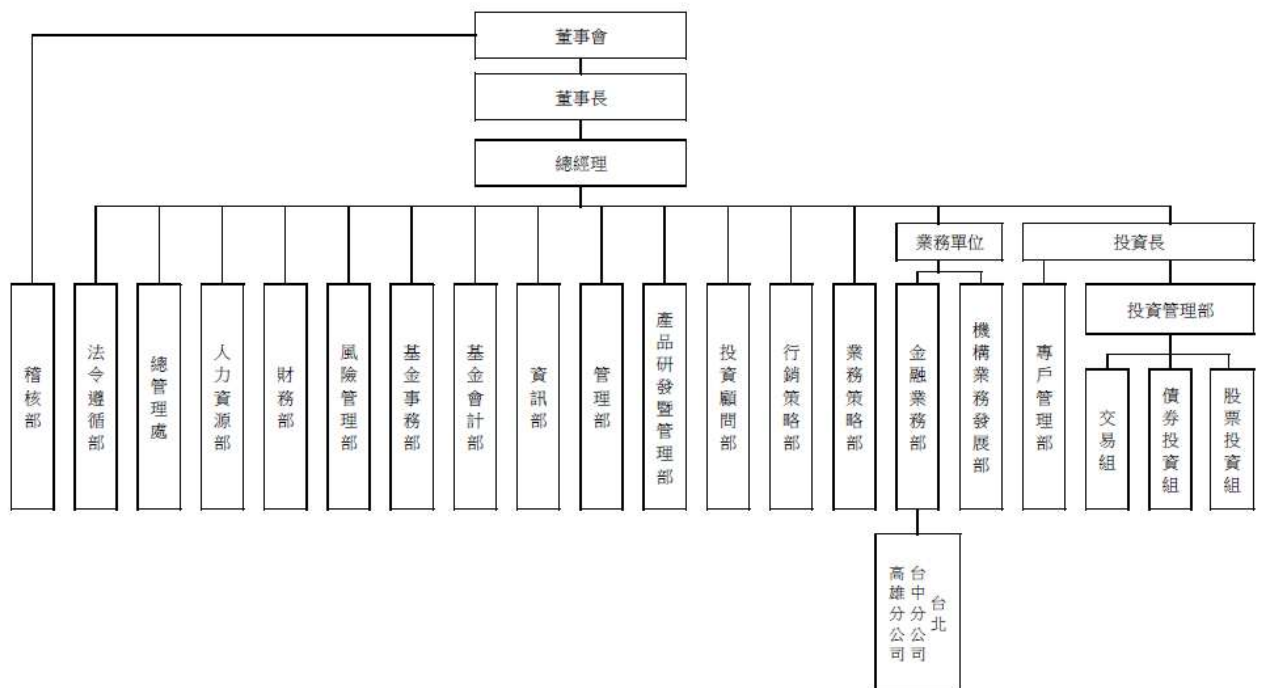 董事會
董事長
總經理
業務單位
投資長
稽核部
法令遵循部
總管理處
人力資源部
財務部
風險管理部
基金事務部
基金會計部
資訊部
管理部
產品研發暨管理部
投資顧問部
行銷策略部
業務策略部
金融業務部
機構業務發展部
專戶管理部
投資管理部
交易組
債券投資組
股票投資組
台北
台中分公司
高雄分公司